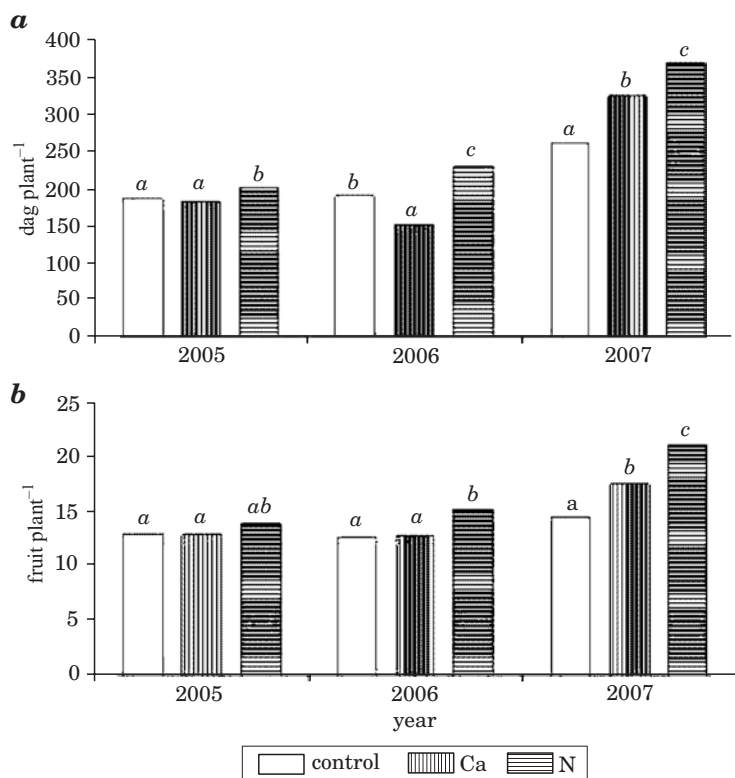 a
400
350
300
250
200
150
100
50
0
dag plant⁻¹
a a b
b a c
a b c
2005 2006 2007
b
25
20
15
10
5
0
fruit plant⁻¹
a a ab
a a b
a b c
2005 2006 2007
year
control Ca N